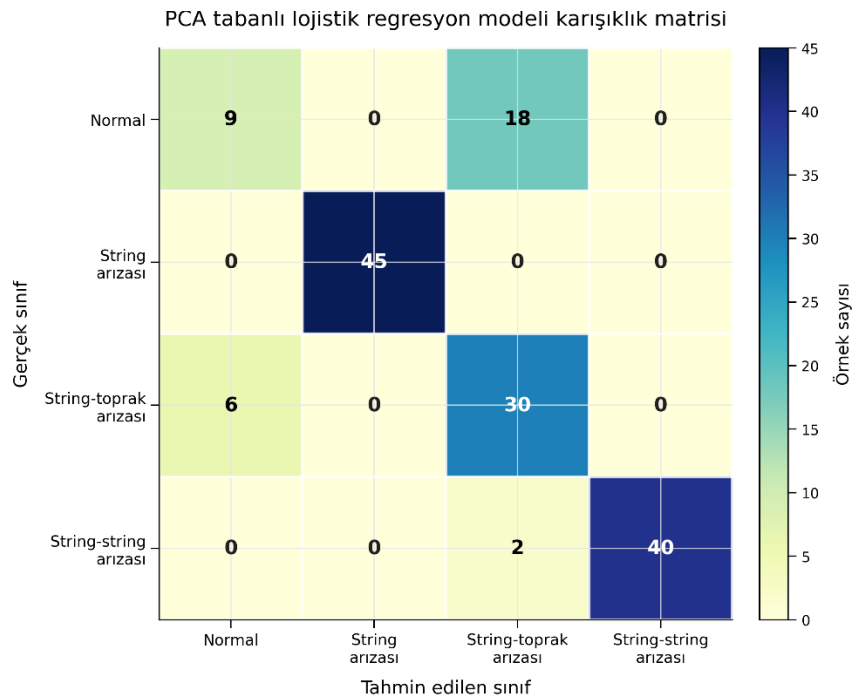 PCA tabanlı lojistik regresyon modeli karışıklık matrisi
Gerçek sınıf
Normal
9 0 18 0
String
arızası
0 45 0 0
String-toprak
arızası
6 0 30 0
String-string
arızası
0 0 2 40
Normal
String
arızası
String-toprak
arızası
String-string
arızası
Tahmin edilen sınıf
45
40
35
30
25
20
15
10
5
0
Örnek sayısı